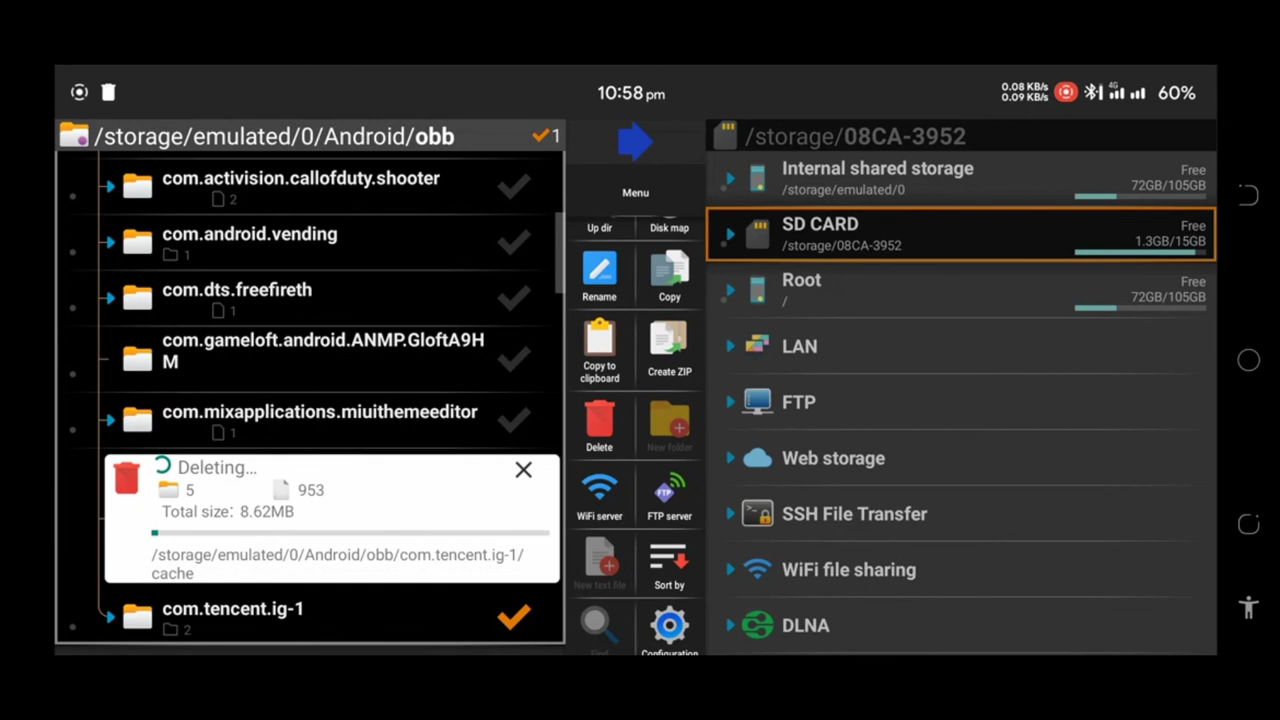 10:58 pm
0.08 KB/s
0.09 KB/s
4G
60%
/storage/emulated/0/Android/obb
1
com.activision.callofduty.shooter
2
com.android.vending
1
com.dts.freefireth
1
com.gameloft.android.ANMP.GloftA9H
M
com.mixapplications.miuithemeeditor
1
Deleting…
5
953
Total size: 8.62MB
/storage/emulated/0/Android/obb/com.tencent.ig-1/
cache
com.tencent.ig-1
2
Menu
Up dir
Disk map
Rename
Copy
Copy to
clipboard
Create ZIP
Delete
New folder
WiFi server
FTP
FTP server
New text file
Sort by
Find
Configuration
/storage/08CA-3952
Internal shared storage
/storage/emulated/0
Free
72GB/105GB
SD CARD
/storage/08CA-3952
Free
1.3GB/15GB
Root
/
Free
72GB/105GB
LAN
FTP
Web storage
SSH File Transfer
WiFi file sharing
DLNA